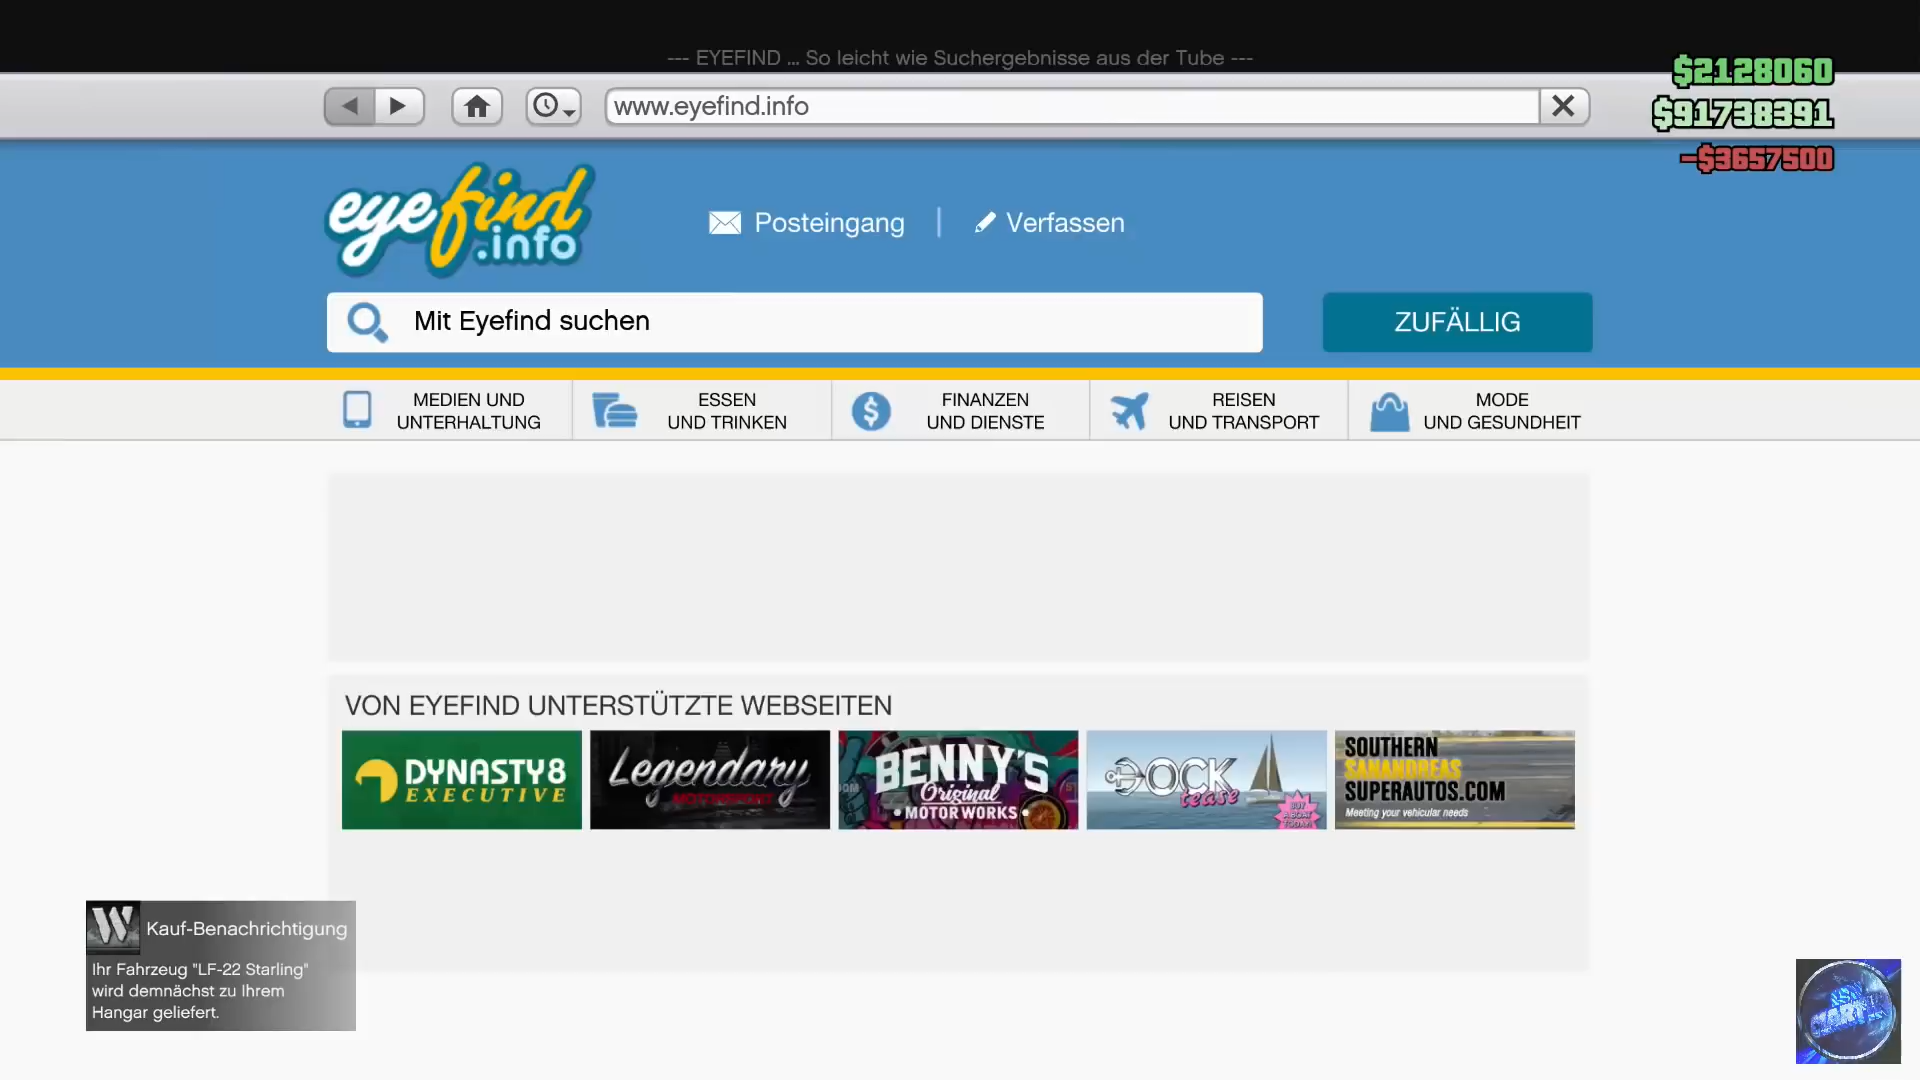 --- EYEFIND ... So leicht wie Suchergebnisse aus der Tube ---
$2128060
www.eyefind.info
$91738391
-$3657500
eyefind
.info
Posteingang
Verfassen
Mit Eyefind suchen
ZUFÄLLIG
MEDIEN UND
UNTERHALTUNG
ESSEN
UND TRINKEN
FINANZEN
UND DIENSTE
REISEN
UND TRANSPORT
MODE
UND GESUNDHEIT
VON EYEFIND UNTERSTÜTZTE WEBSEITEN
DYNASTY8
EXECUTIVE
Legendary
MOTORSPORT
BENNY'S
Original
• MOTOR WORKS •
DOCK
tease
SOUTHERN
SANANDREAS
SUPERAUTOS.COM
Meeting your vehicular needs
W
Kauf-Benachrichtigung
Ihr Fahrzeug "LF-22 Starling"
wird demnächst zu Ihrem
Hangar geliefert.